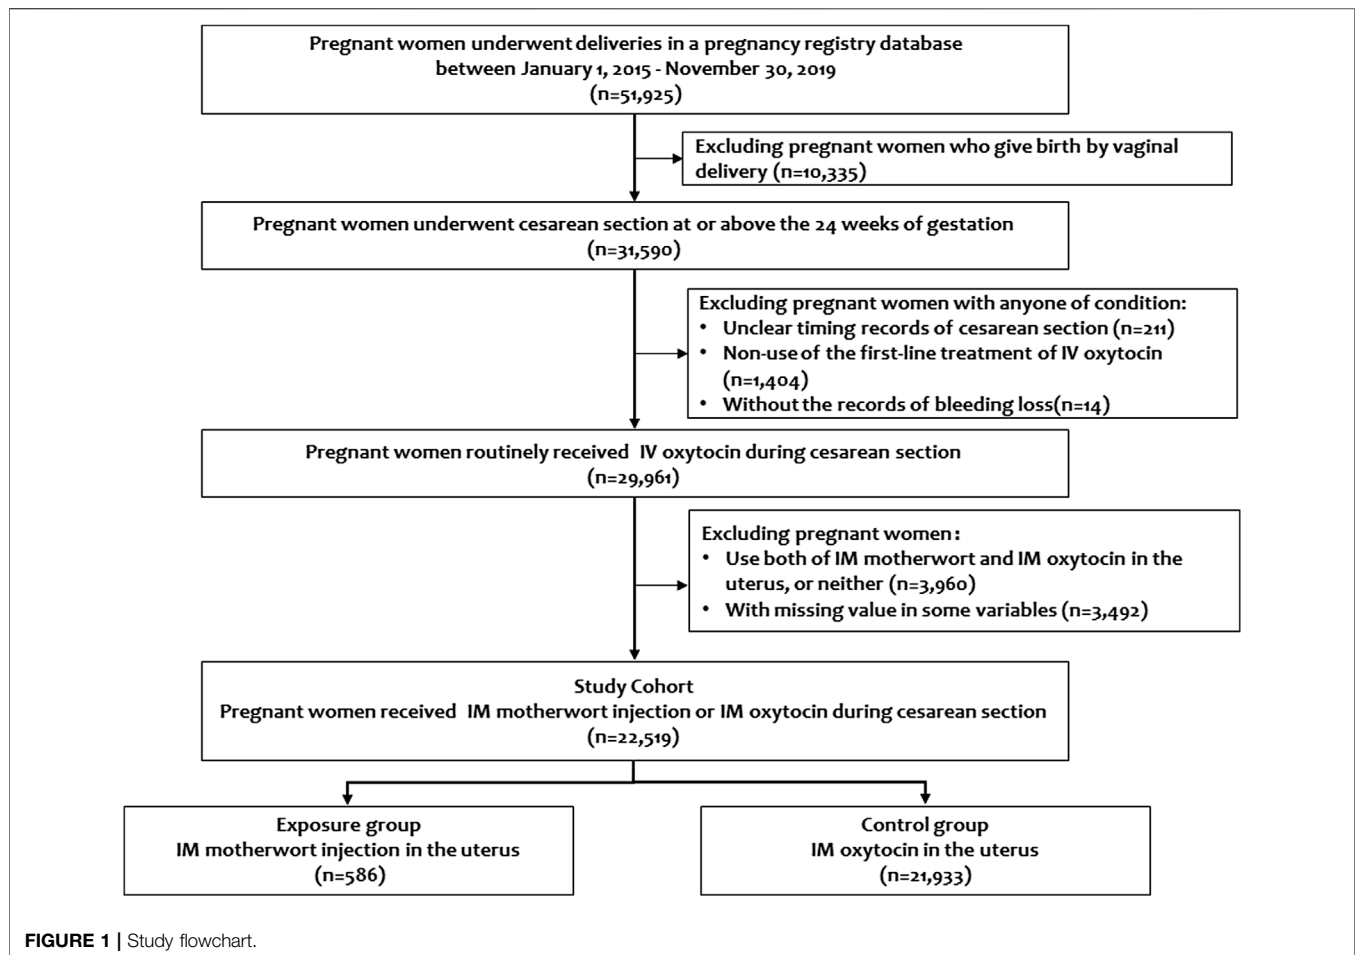 Pregnant women underwent deliveries in a pregnancy registry database
between January 1, 2015 - November 30, 2019
(n=51,925)
Excluding pregnant women who give birth by vaginal
delivery (n=10,335)
Pregnant women underwent cesarean section at or above the 24 weeks of gestation
(n=31,590)
Excluding pregnant women with anyone of condition:
• Unclear timing records of cesarean section (n=211)
• Non-use of the first-line treatment of IV oxytocin
(n=1,404)
• Without the records of bleeding loss(n=14)
Pregnant women routinely received IV oxytocin during cesarean section
(n=29,961)
Excluding pregnant women:
• Use both of IM motherwort and IM oxytocin in the
uterus, or neither (n=3,960)
• With missing value in some variables (n=3,492)
Study Cohort
Pregnant women received IM motherwort injection or IM oxytocin during cesarean section
(n=22,519)
Exposure group
IM motherwort injection in the uterus
(n=586)
Control group
IM oxytocin in the uterus
(n=21,933)
FIGURE 1 | Study flowchart.